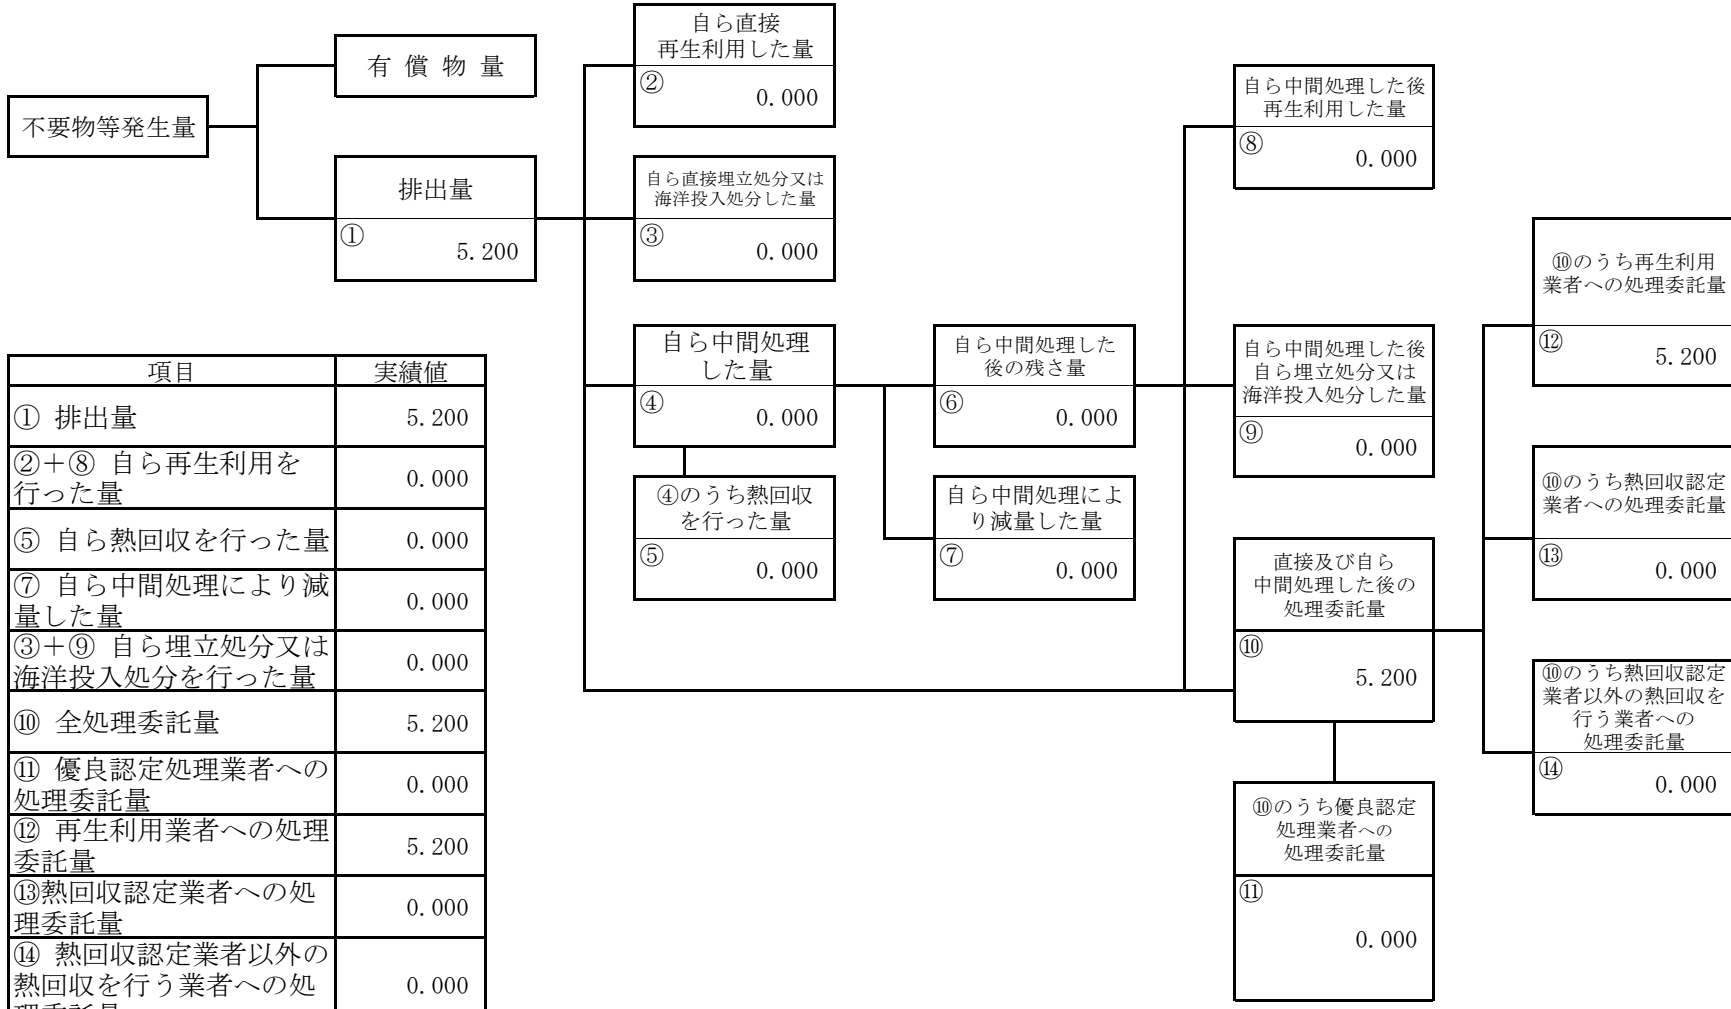 不要物等発生量
有 償 物 量
排出量
①
5.200
自ら直接
再生利用した量
②
0.000
自ら直接埋立処分又は
海洋投入処分した量
③
0.000
自ら中間処理
した量
④
0.000
④のうち熱回収
を行った量
⑤
0.000
自ら中間処理した
後の残さ量
⑥
0.000
自ら中間処理によ
り減量した量
⑦
0.000
自ら中間処理した後
再生利用した量
⑧
0.000
自ら中間処理した後
自ら埋立処分又は
海洋投入処分した量
⑨
0.000
直接及び自ら
中間処理した後の
処理委託量
⑩
5.200
⑩のうち優良認定
処理業者への
処理委託量
⑪
0.000
⑩のうち再生利用
業者への処理委託量
⑫
5.200
⑩のうち熱回収認定
業者への処理委託量
⑬
0.000
⑩のうち熱回収認定
業者以外の熱回収を
行う業者への
処理委託量
⑭
0.000
項目 実績値
① 排出量 5.200
②＋⑧ 自ら再生利用を
行った量 0.000
⑤ 自ら熱回収を行った量 0.000
⑦ 自ら中間処理により減
量した量 0.000
③＋⑨ 自ら埋立処分又は
海洋投入処分を行った量 0.000
⑩ 全処理委託量 5.200
⑪ 優良認定処理業者への
処理委託量 0.000
⑫ 再生利用業者への処理
委託量 5.200
⑬熱回収認定業者への処
理委託量 0.000
⑭ 熱回収認定業者以外の
熱回収を行う業者への処 0.000